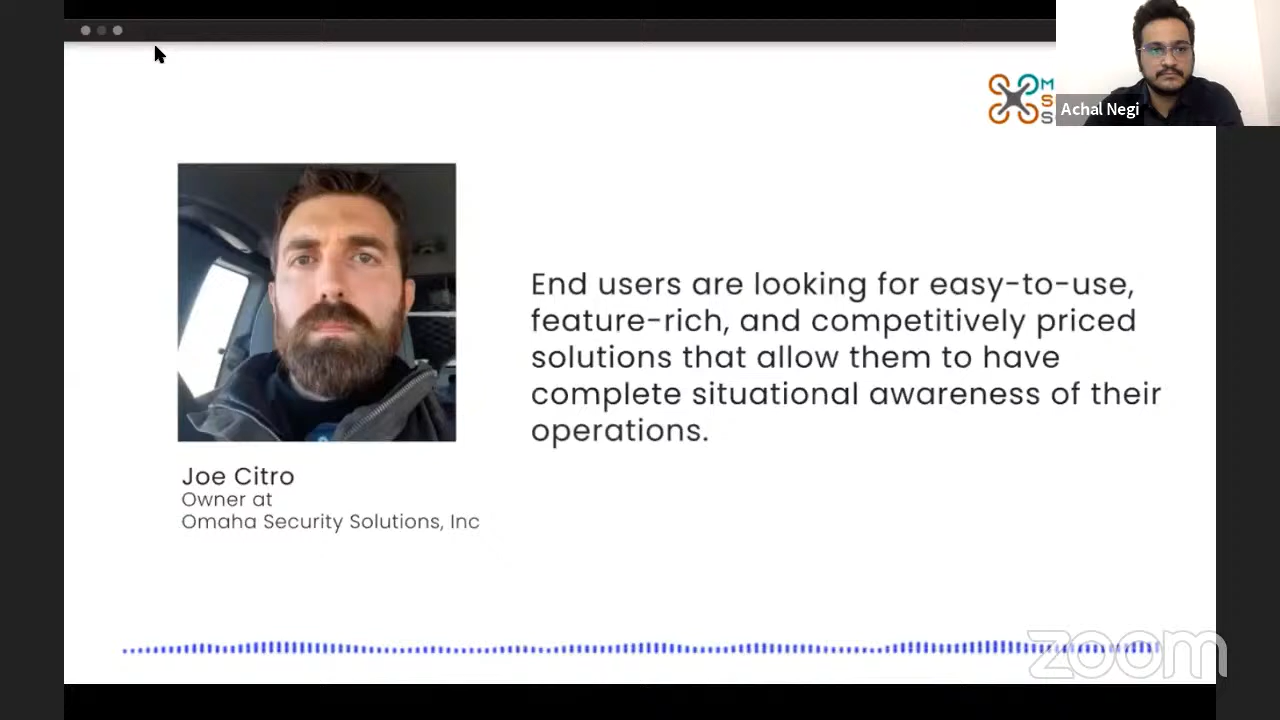 M
S
S
Achal Negi
End users are looking for easy-to-use,
feature-rich, and competitively priced
solutions that allow them to have
complete situational awareness of their
operations.
Joe Citro
Owner at
Omaha Security Solutions, Inc
zoom